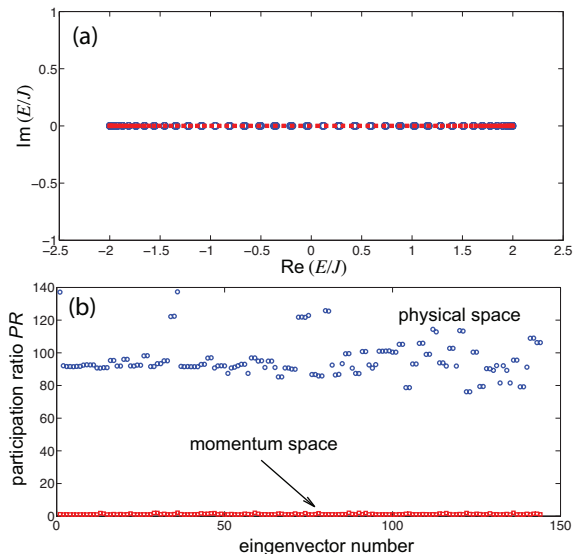 (a)
1
0.5
0
−0.5
−1
Im (E/J)
−2.5 −2 −1.5 −1 −0.5 0 0.5 1 1.5 2 2.5
Re (E/J)
(b)
140
120
100
80
60
40
20
0
participation ratio PR
physical space
momentum space
0 50 100 150
eingenvector number